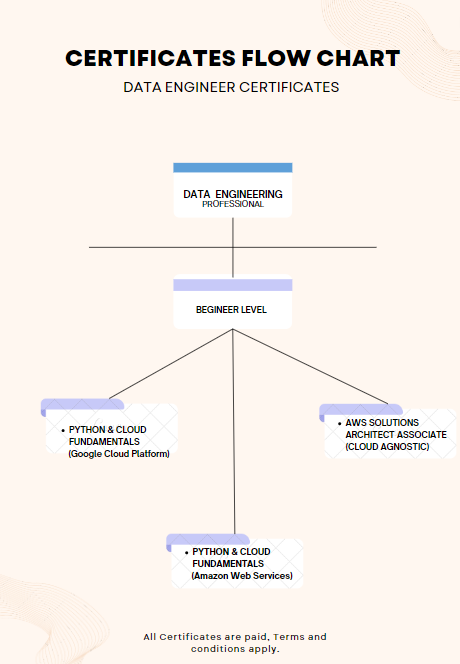 CERTIFICATES FLOW CHART
DATA ENGINEER CERTIFICATES
DATA ENGINEERING
PROFESSIONAL
BEGINEER LEVEL
• PYTHON & CLOUD
FUNDAMENTALS
(Google Cloud Platform)
• AWS SOLUTIONS
ARCHITECT ASSOCIATE
(CLOUD AGNOSTIC)
• PYTHON & CLOUD
FUNDAMENTALS
(Amazon Web Services)
All Certificates are paid, Terms and
conditions apply.